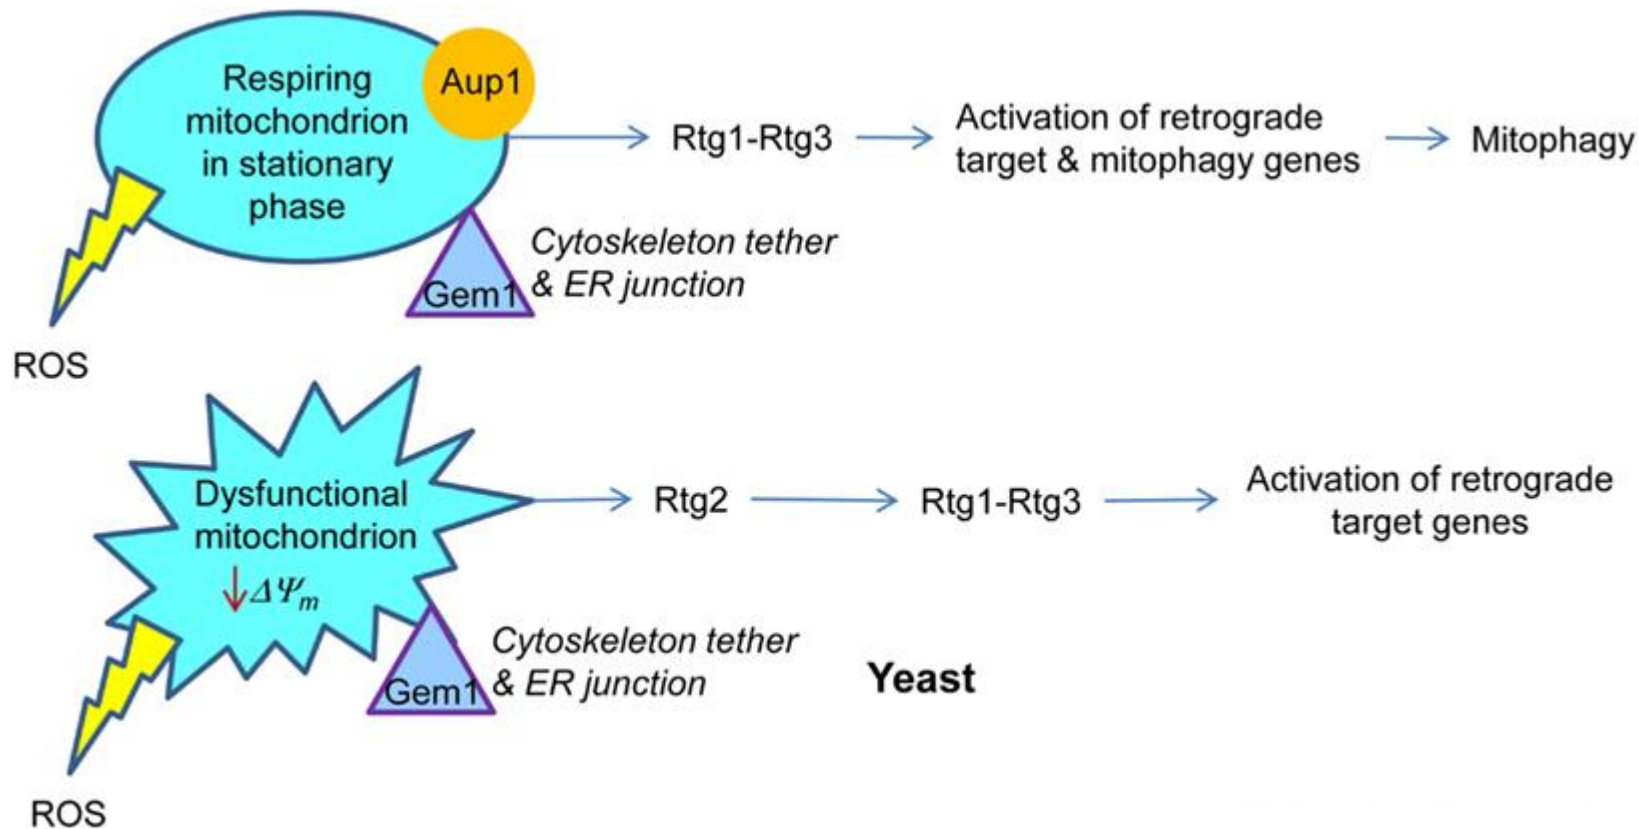 Respiring
mitochondrion
in stationary
phase
Aup1
Rtg1-Rtg3
Activation of retrograde
target & mitophagy genes
Mitophagy
Cytoskeleton tether
& ER junction
Gem1
ROS
Dysfunctional
mitochondrion
↓ΔΨm
Rtg2
Rtg1-Rtg3
Activation of retrograde
target genes
Cytoskeleton tether
& ER junction
Gem1
Yeast
ROS